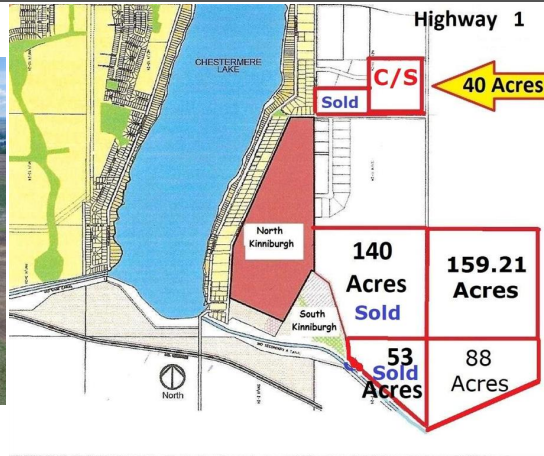 Highway 1
CHESTERMERE
LAKE
C/S
40 Acres
Sold
North
Kinniburgh
140
Acres
Sold
159.21
Acres
South
Kinniburgh
53
Sold
Acres
88
Acres
North